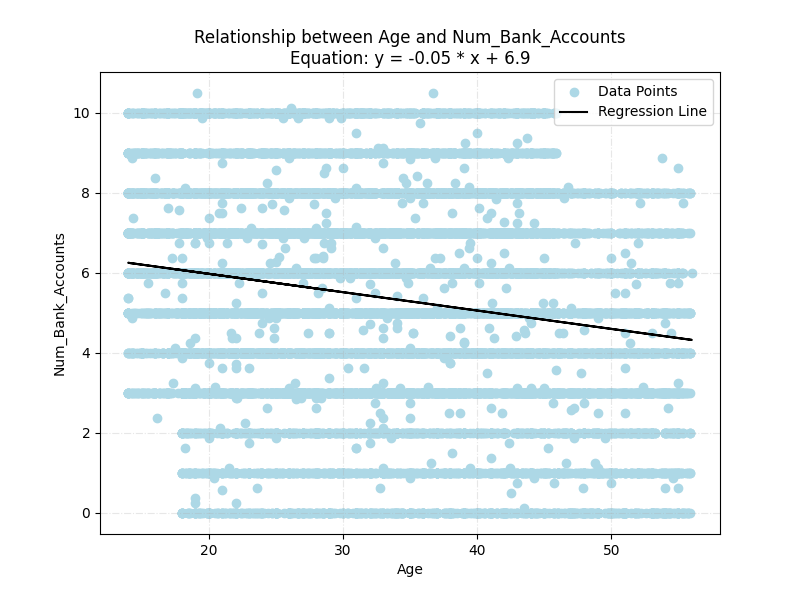 Relationship between Age and Num_Bank_Accounts
Equation: y = -0.05 * x + 6.9
Data Points
Regression Line
10
8
6
4
2
0
Num_Bank_Accounts
20 30 40 50
Age